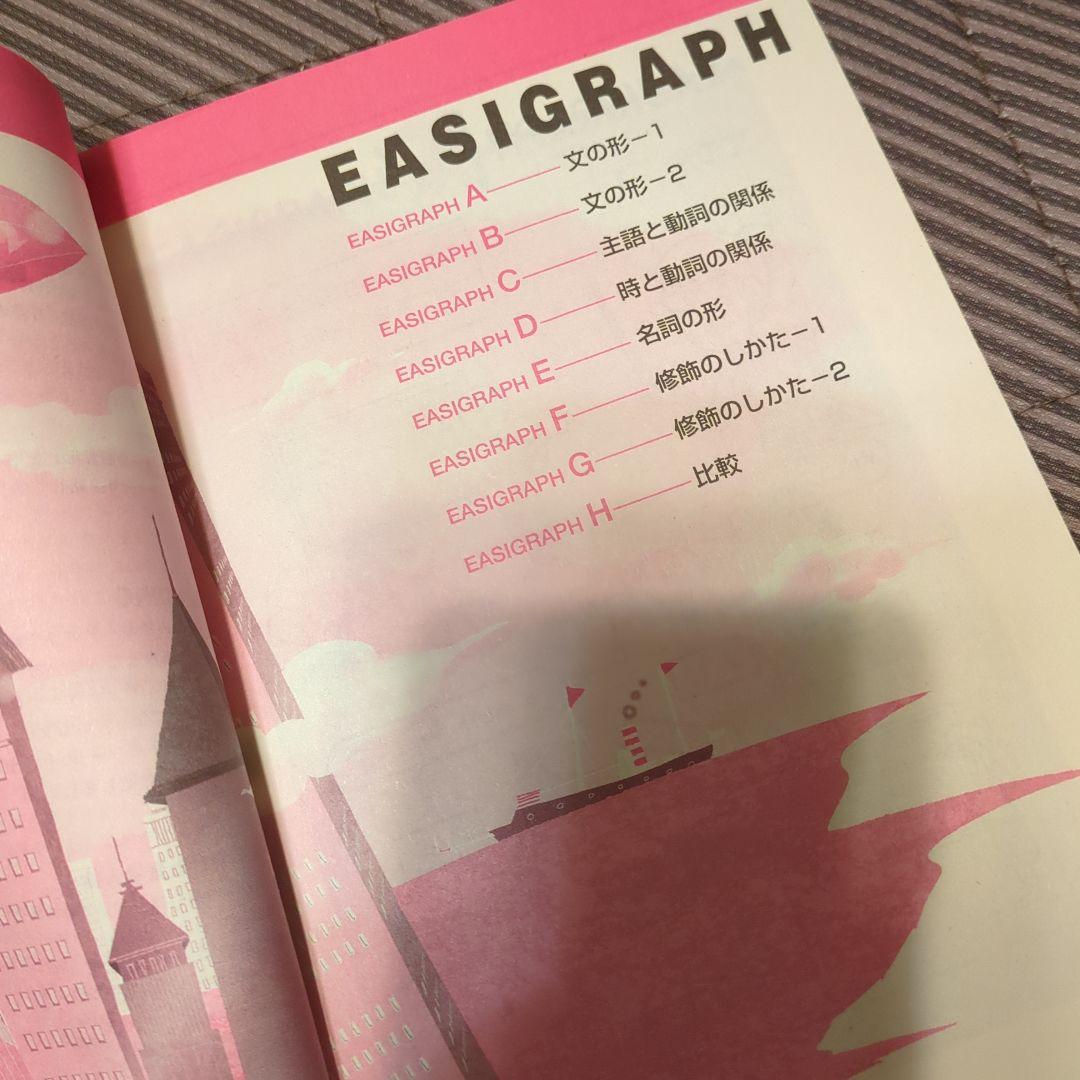 EASIGRAPH
EASIGRAPH A——文の形−1
EASIGRAPH B——文の形−2
EASIGRAPH C——主語と動詞の関係
EASIGRAPH D——時と動詞の関係
EASIGRAPH E——名詞の形
EASIGRAPH F——修飾のしかた−1
EASIGRAPH G——修飾のしかた−2
EASIGRAPH H——比較